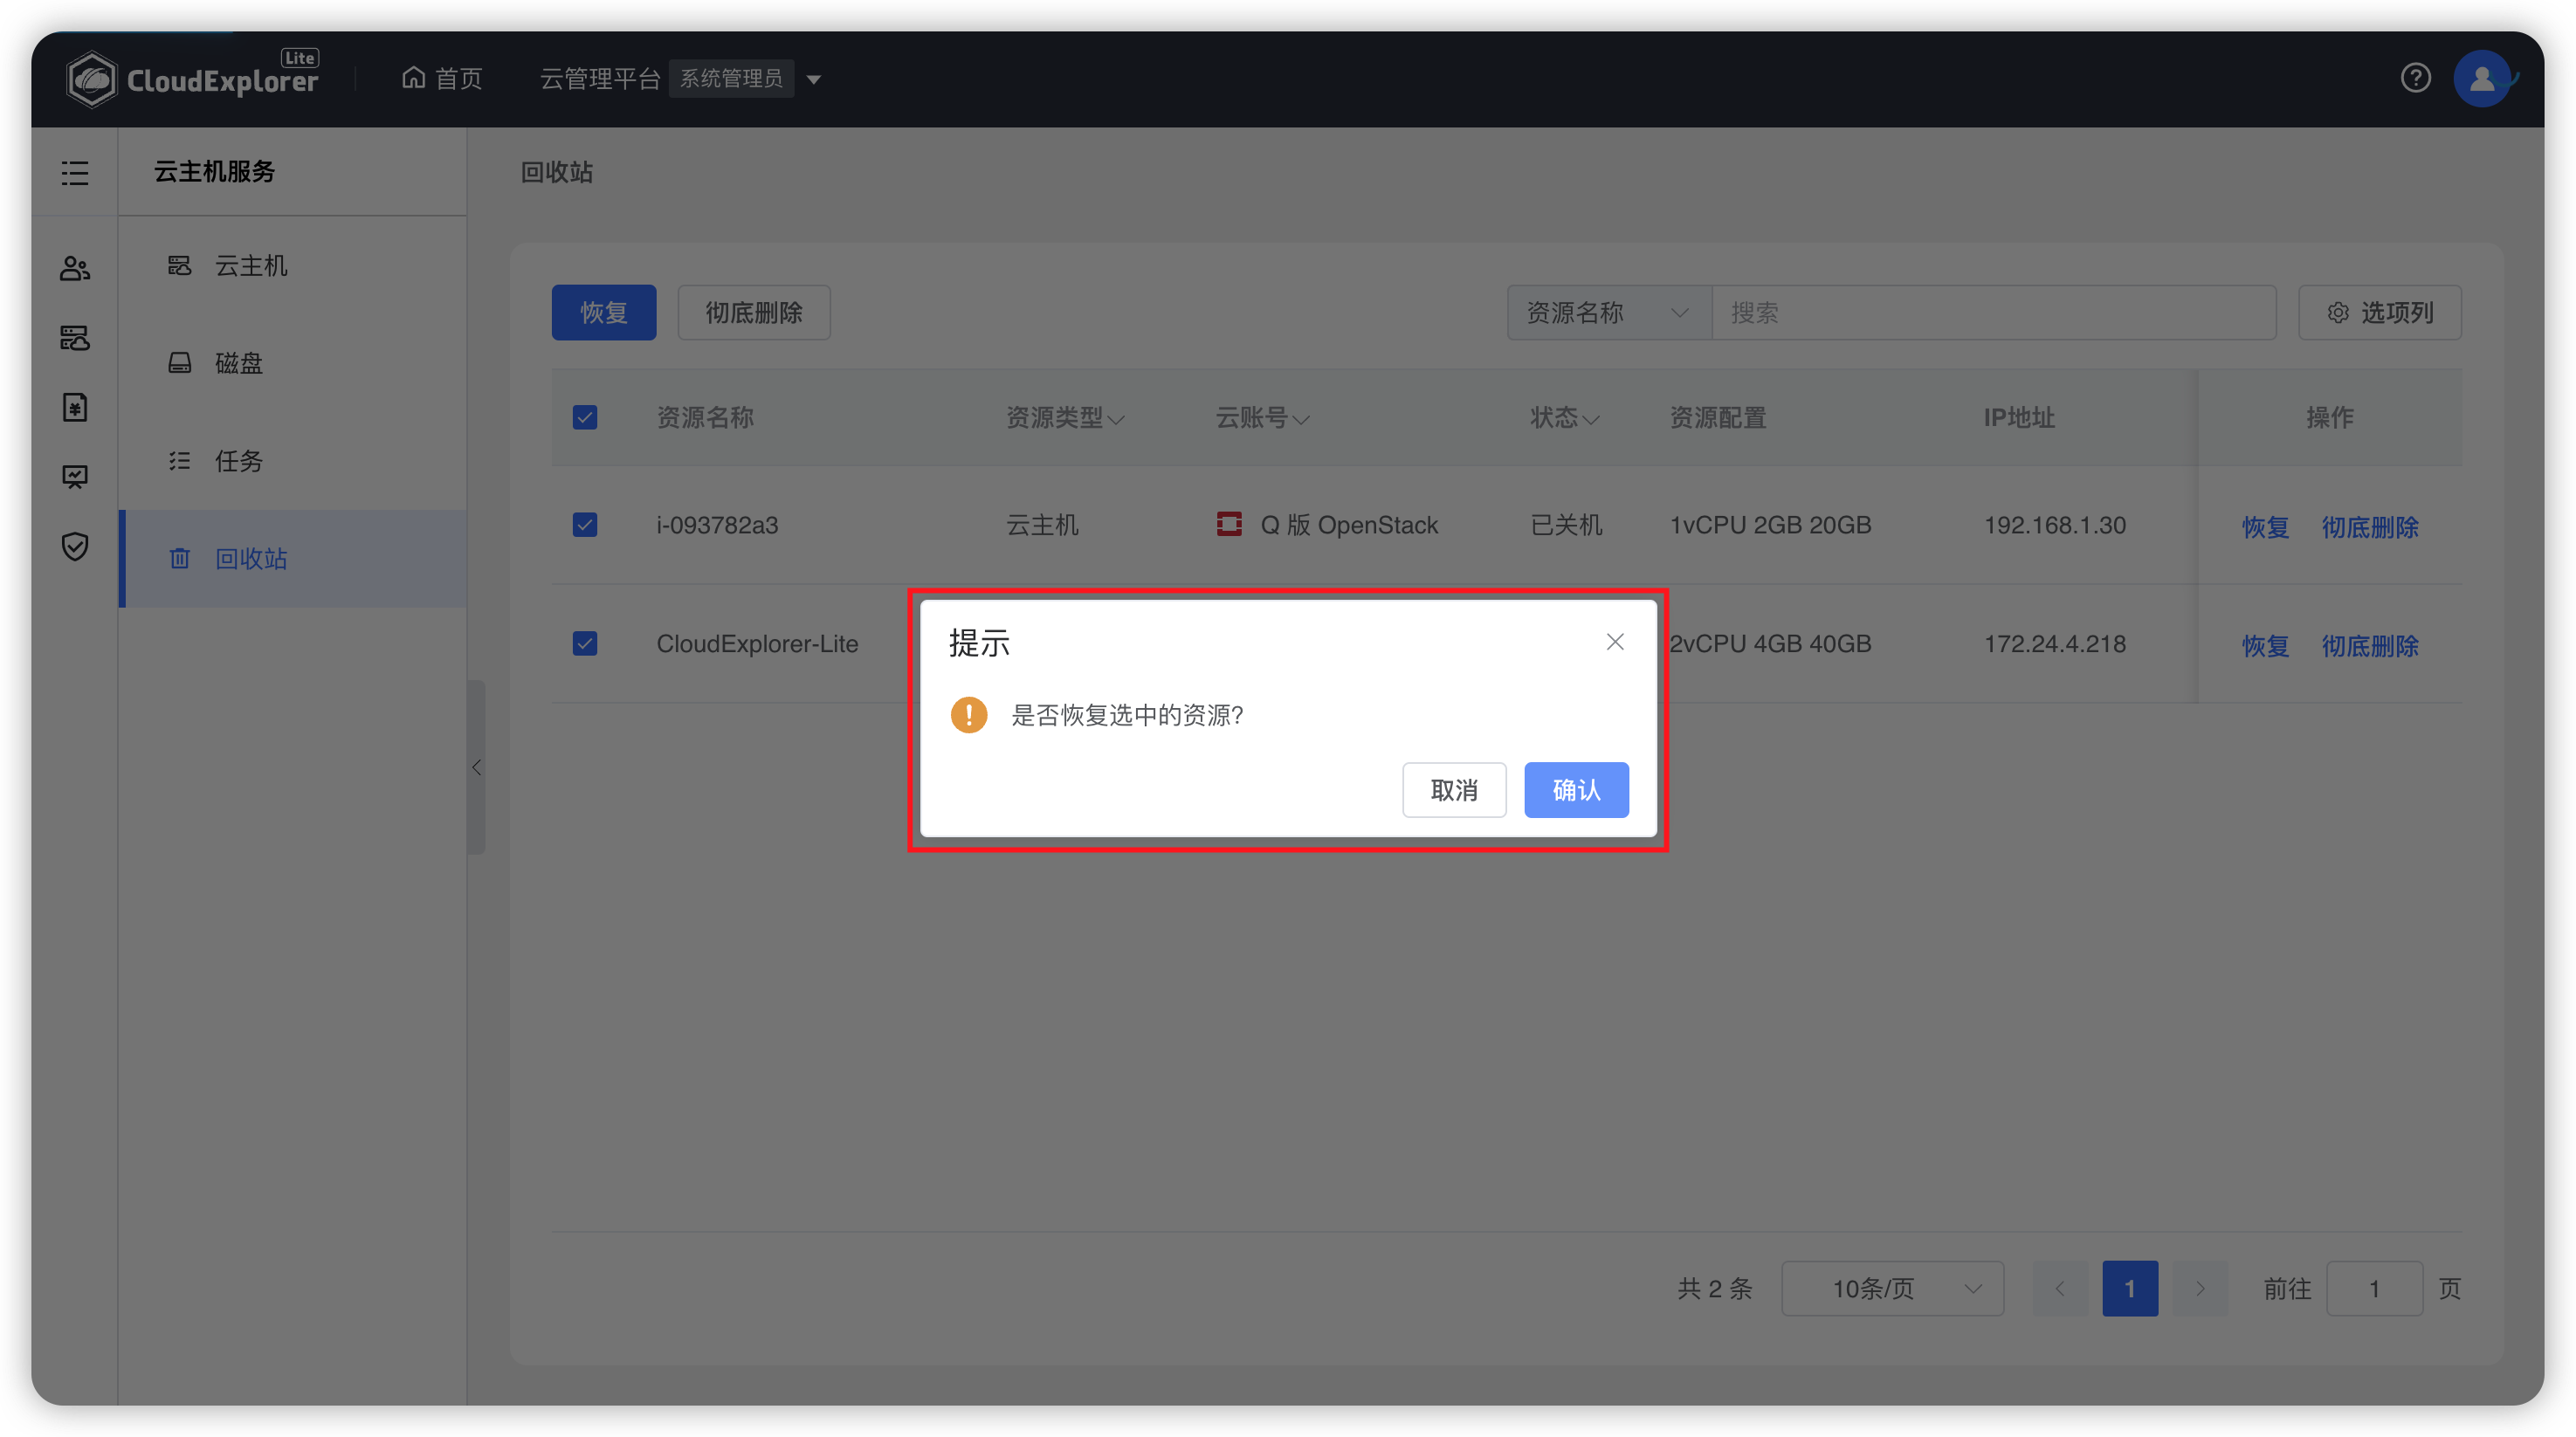 CloudExplorer Lite
首页
云管理平台 系统管理员
云主机服务
云主机
磁盘
任务
回收站
回收站
恢复 彻底删除 资源名称 搜索 选项列
资源名称 资源类型 云账号 状态 资源配置 IP地址 操作
i-093782a3 云主机 Q 版 OpenStack 已关机 1vCPU 2GB 20GB 192.168.1.30 恢复 彻底删除
CloudExplorer-Lite 2vCPU 4GB 40GB 172.24.4.218 恢复 彻底删除
提示
是否恢复选中的资源?
取消 确认
共 2 条 10条/页 1 前往 1 页